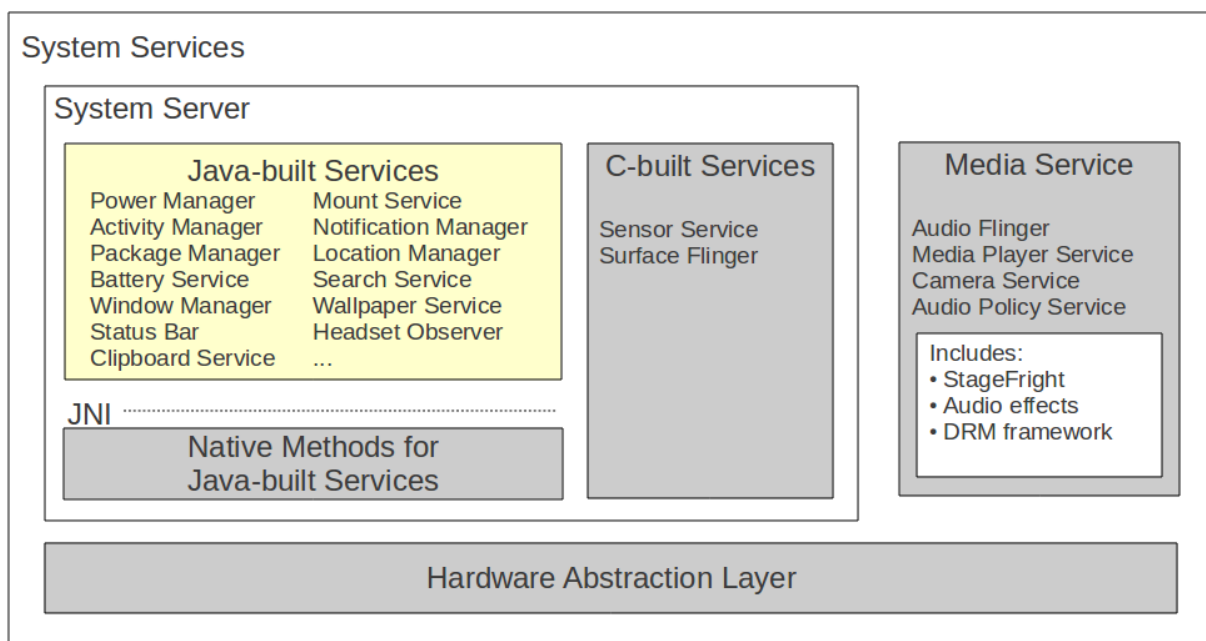 System Services
System Server
Java-built Services
Power Manager
Activity Manager
Package Manager
Battery Service
Window Manager
Status Bar
Clipboard Service
Mount Service
Notification Manager
Location Manager
Search Service
Wallpaper Service
Headset Observer
...
JNI
Native Methods for
Java-built Services
C-built Services
Sensor Service
Surface Flinger
Media Service
Audio Flinger
Media Player Service
Camera Service
Audio Policy Service
Includes:
• StageFright
• Audio effects
• DRM framework
Hardware Abstraction Layer